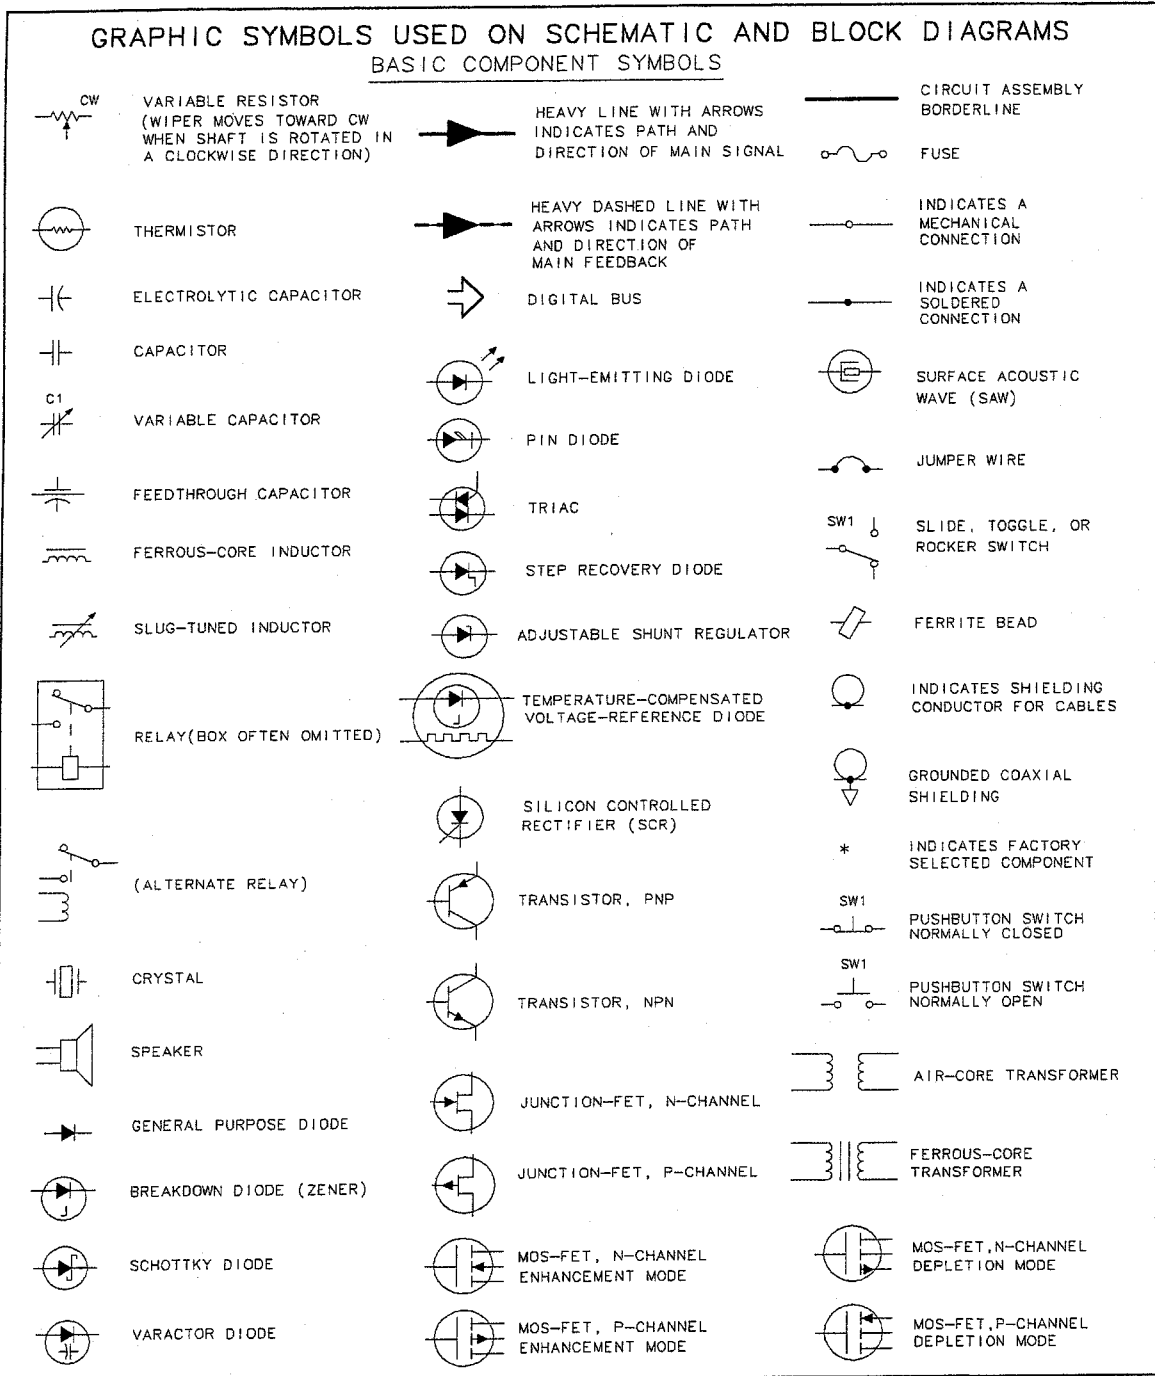 GRAPHIC SYMBOLS USED ON SCHEMATIC AND BLOCK DIAGRAMS
BASIC COMPONENT SYMBOLS
CW
VARIABLE RESISTOR
(WIPER MOVES TOWARD CW
WHEN SHAFT IS ROTATED IN
A CLOCKWISE DIRECTION)
THERMISTOR
ELECTROLYTIC CAPACITOR
CAPACITOR
C1
VARIABLE CAPACITOR
FEEDTHROUGH CAPACITOR
FERROUS-CORE INDUCTOR
SLUG-TUNED INDUCTOR
RELAY(BOX OFTEN OMITTED)
(ALTERNATE RELAY)
CRYSTAL
SPEAKER
GENERAL PURPOSE DIODE
BREAKDOWN DIODE (ZENER)
SCHOTTKY DIODE
VARACTOR DIODE
HEAVY LINE WITH ARROWS
INDICATES PATH AND
DIRECTION OF MAIN SIGNAL
HEAVY DASHED LINE WITH
ARROWS INDICATES PATH
AND DIRECTION OF
MAIN FEEDBACK
DIGITAL BUS
LIGHT-EMITTING DIODE
PIN DIODE
TRIAC
STEP RECOVERY DIODE
ADJUSTABLE SHUNT REGULATOR
TEMPERATURE-COMPENSATED
VOLTAGE-REFERENCE DIODE
SILICON CONTROLLED
RECTIFIER (SCR)
TRANSISTOR, PNP
TRANSISTOR, NPN
JUNCTION-FET, N-CHANNEL
JUNCTION-FET, P-CHANNEL
MOS-FET, N-CHANNEL
ENHANCEMENT MODE
MOS-FET, P-CHANNEL
ENHANCEMENT MODE
CIRCUIT ASSEMBLY
BORDERLINE
FUSE
INDICATES A
MECHANICAL
CONNECTION
INDICATES A
SOLDERED
CONNECTION
SURFACE ACOUSTIC
WAVE (SAW)
JUMPER WIRE
SW1
SLIDE, TOGGLE, OR
ROCKER SWITCH
FERRITE BEAD
INDICATES SHIELDING
CONDUCTOR FOR CABLES
GROUNDED COAXIAL
SHIELDING
*
INDICATES FACTORY
SELECTED COMPONENT
SW1
PUSHBUTTON SWITCH
NORMALLY CLOSED
SW1
PUSHBUTTON SWITCH
NORMALLY OPEN
AIR-CORE TRANSFORMER
FERROUS-CORE
TRANSFORMER
MOS-FET,N-CHANNEL
DEPLETION MODE
MOS-FET,P-CHANNEL
DEPLETION MODE